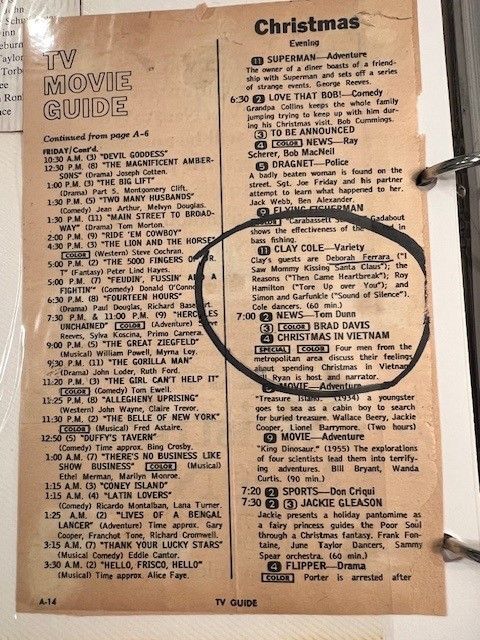 TV
MOVIE
GUIDE
Continued from page A-6
FRIDAY/Cont'd.
10:30 A.M. (3) "DEVIL GODDESS"
12:30 P.M. (8) "THE MAGNIFICENT AMBER-
SONS" (Drama) Joseph Cotten.
1:00 P.M. (3) "THE BIG LIFT"
(Drama) Part 5. Montgomery Clift.
1:30 P.M. (5) "TWO MANY HUSBANDS"
(Comedy) Jean Arthur, Melvyn Douglas.
1:30 P.M. (11) "MAIN STREET TO BROAD-
WAY" (Drama) Tom Morton.
2:00 P.M. (9) "RIDE 'EM COWBOY"
4:30 P.M. (3) "THE LION AND THE HORSE"
COLOR (Western) Steve Cochran.
2:00 P.M. (2) "THE 5000 FINGERS OF DR.
T" (Fantasy) Peter Lind Hayes.
5:00 P.M. (7) "FEUDIN', FUSSIN' A
FIGHTIN'" (Comedy) Donald O'Conno
6:30 P.M. (8) "FOURTEEN HOURS"
(Drama) Paul Douglas, Richard Base
7:30 P.M. & 11:00 P.M. (9) "HERCULES
UNCHAINED" COLOR (Adventure) Steve
Reeves, Sylva Koscina, Primo Carnera.
9:00 P.M. (5) "THE GREAT ZIEGFELD"
(Musical) William Powell, Myrna Loy.
9:30 P.M. (11) "THE GORILLA MAN"
(Drama) John Loder, Ruth Ford.
11:20 P.M. (3) "THE GIRL CAN'T HELP IT"
COLOR (Comedy) Tom Ewell.
11:25 P.M. (8) "ALLEGHENY UPRISING"
(Western) John Wayne, Claire Trevor.
11:30 P.M. (2) "THE BELLE OF NEW YORK"
COLOR (Musical) Fred Astaire.
12:50 (5) "DUFFY'S TAVERN"
(Comedy) Time approx. Bing Crosby.
1:00 A.M. (7) "THERE'S NO BUSINESS LIKE
SHOW BUSINESS" COLOR (Musical)
Ethel Merman, Marilyn Monroe.
1:15 A.M. (3) "CONEY ISLAND"
1:15 A.M. (4) "LATIN LOVERS"
(Comedy) Ricardo Montalban, Lana Turner.
1:25 A.M. (2) "LIVES OF A BENGAL
LANCER" (Adventure) Time approx. Gary
Cooper, Franchot Tone, Richard Cromwell.
3:15 A.M. (7) "THANK YOUR LUCKY STARS"
(Musical Comedy) Eddie Cantor.
3:30 A.M. (2) "HELLO, FRISCO, HELLO"
(Musical) Time approx. Alice Faye.
A-14
TV GUIDE
Christmas
Evening
11 SUPERMAN—Adventure
The owner of a diner boasts of a friend-
ship with Superman and sets off a series
of strange events. George Reeves.
6:30 2 LOVE THAT BOB!—Comedy
Grandpa Collins keeps the whole family
jumping trying to keep up with him dur-
ing his Christmas visit. Bob Cummings.
3 TO BE ANNOUNCED
4 COLOR NEWS—Ray
Scherer, Bob MacNeil
5 DRAGNET—Police
A badly beaten woman is found on the
street. Sgt. Joe Friday and his partner
attempt to learn what happened to her.
Jack Webb, Ben Alexander.
9 FLYING FISHERMAN
"Carabassett Gadabout
shows the effectiveness of the
bass fishing.
11 CLAY COLE—Variety
Clay's guests are Deborah Ferrara ("I
Saw Mommy Kissing Santa Claus"); the
Reasons ("Then Came Heartbreak"); Roy
Hamilton ("Tore Up over You"); and
Simon and Garfunkle ("Sound of Silence").
Cole dancers. (60 min.)
7:00 2 NEWS—Tom Dunn
3 COLOR BRAD DAVIS
4 CHRISTMAS IN VIETNAM
SPECIAL COLOR Four men from the
metropolitan area discuss their feelings
about spending Christmas in Vietnam.
Ryan is host and narrator.
MOVIE—Adventure
"Treasure Island." (1934) a youngster
goes to sea as a cabin boy to search
for buried treasure. Wallace Beery, Jackie
Cooper, Lionel Barrymore. (Two hours)
9 MOVIE—Adventure
"King Dinosaur." (1955) The explorations
of four scientists lead them into terrify-
ing adventures. Bill Bryant, Wanda
Curtis. (90 min.)
7:20 2 SPORTS—Don Criqui
7:30 2 3 JACKIE GLEASON
Jackie presents a holiday pantomime as
a fairy princess guides the Poor Soul
through a Christmas fantasy. Frank Fon-
taine, June Taylor Dancers, Sammy
Spear orchestra. (60 min.)
4 FLIPPER—Drama
COLOR Porter is arrested after